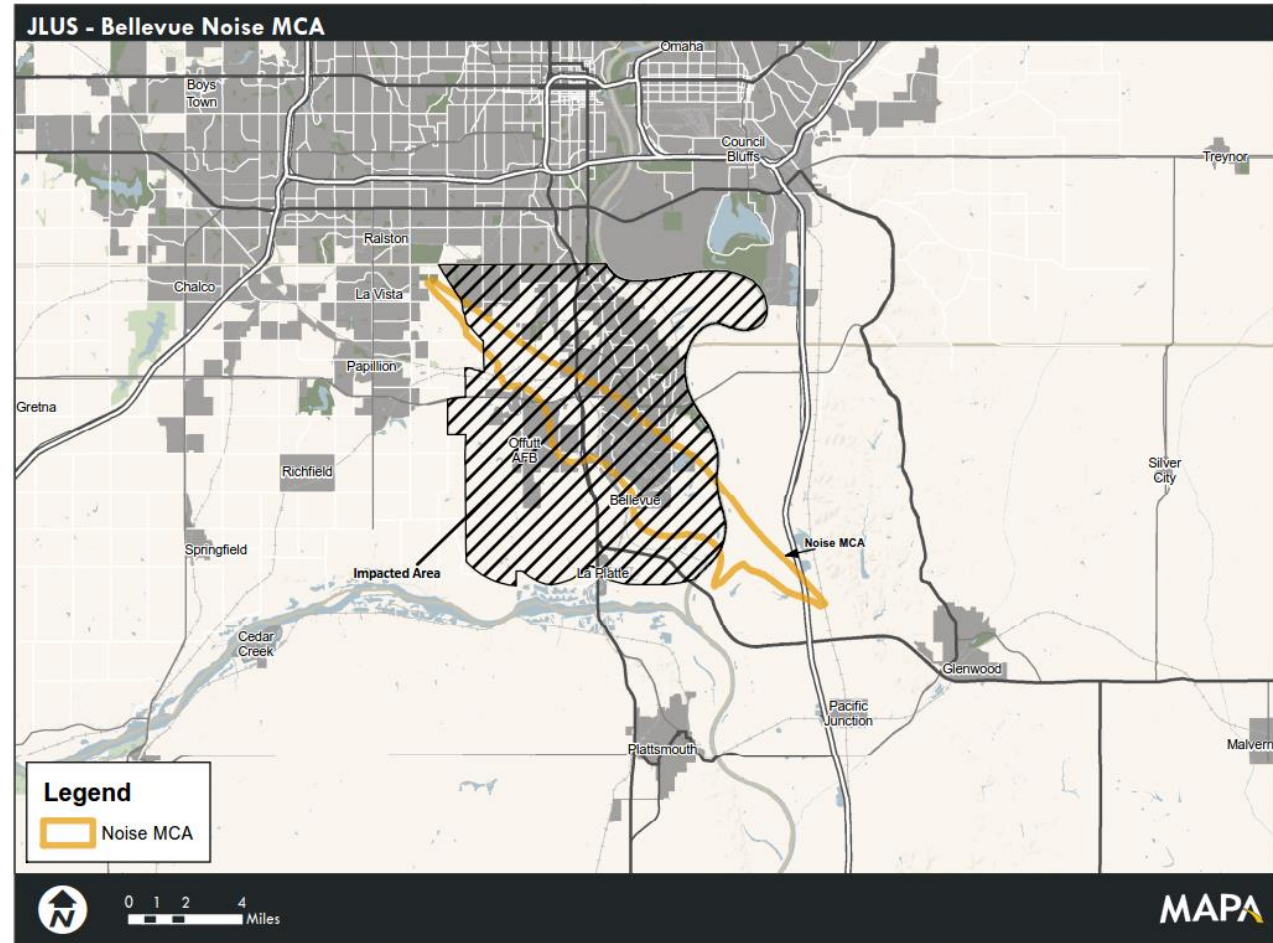 JLUS - Bellevue Noise MCA
Omaha
Boys
Town
Council
Bluffs
Treynor
Ralston
Chalco
La Vista
Papillion
Gretna
Offutt
AFB
Richfield
Silver
City
Bellevue
Noise MCA
Springfield
Impacted Area
La Platte
Cedar
Creek
Glenwood
Pacific
Junction
Plattsmouth
Malvern
Legend
Noise MCA
N
0 1 2 4
Miles
MAPA